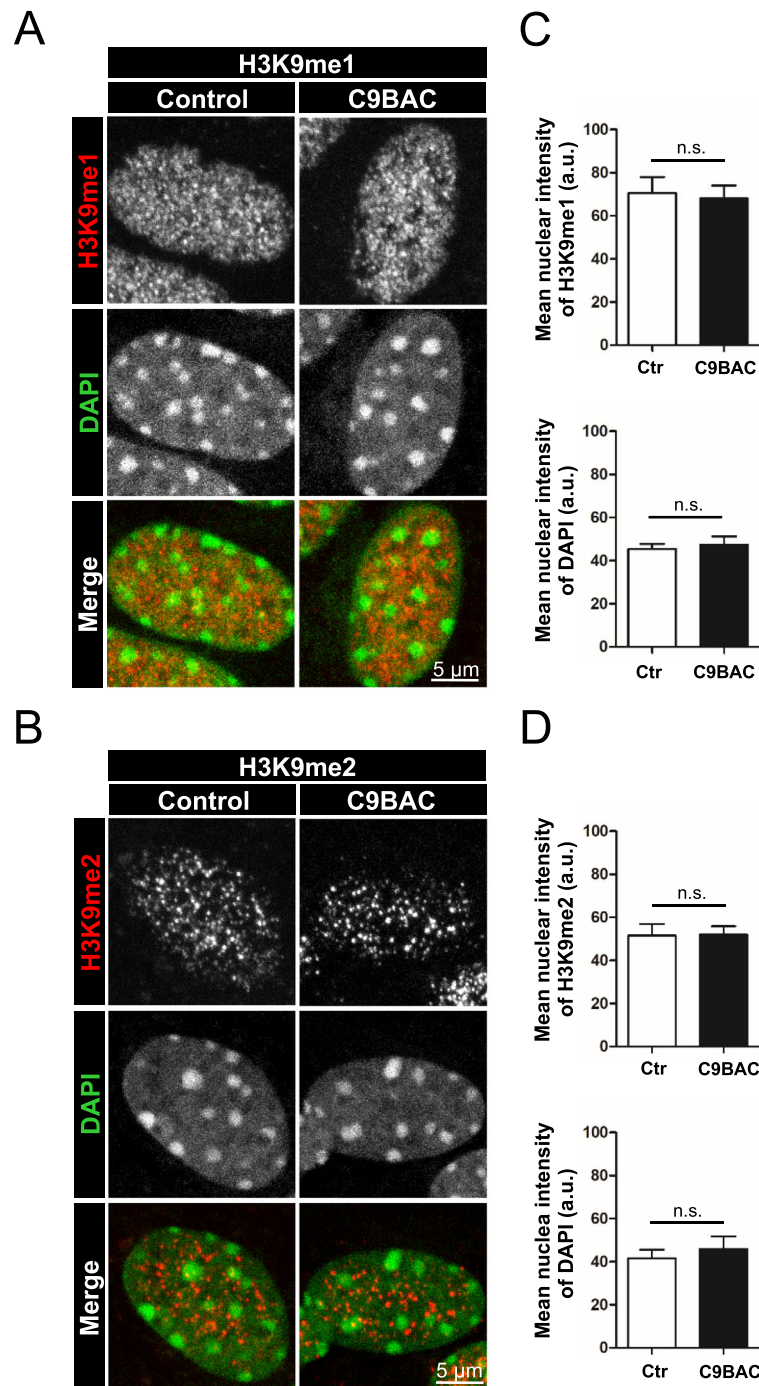 A
H3K9me1
Control
C9BAC
H3K9me1
DAPI
Merge
5 µm
C
Mean nuclear intensity
of H3K9me1 (a.u.)
100
80
60
40
20
0
n.s.
Ctr
C9BAC
Mean nuclear intensity
of DAPI (a.u.)
100
80
60
40
20
0
n.s.
Ctr
C9BAC
B
H3K9me2
Control
C9BAC
H3K9me2
DAPI
Merge
5 µm
D
Mean nuclear intensity
of H3K9me2 (a.u.)
100
80
60
40
20
0
n.s.
Ctr
C9BAC
Mean nuclea intensity
of DAPI (a.u.)
100
80
60
40
20
0
n.s.
Ctr
C9BAC